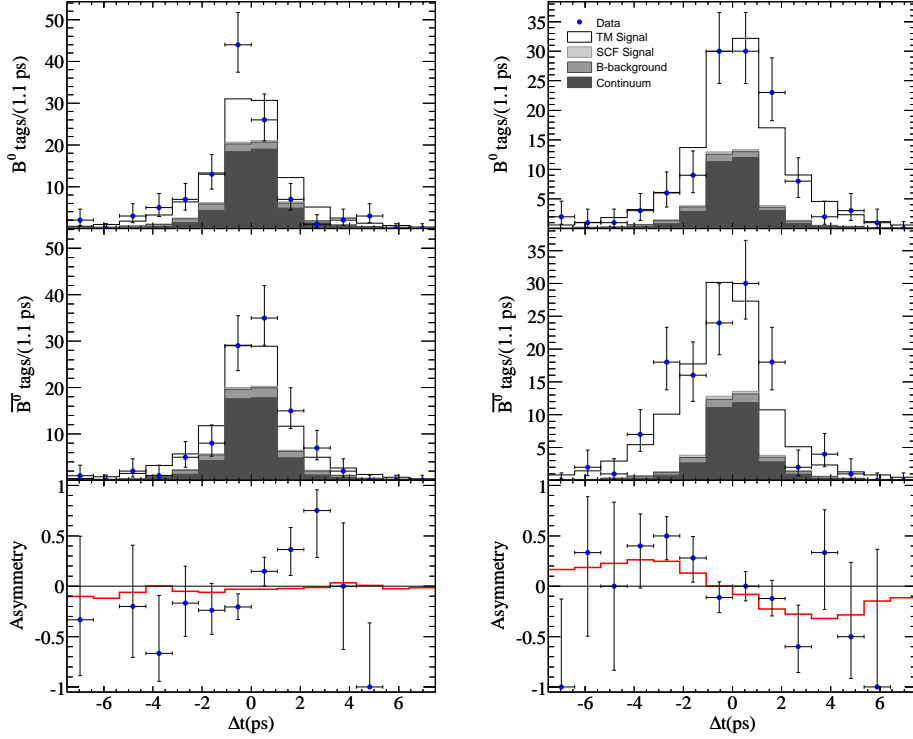 B⁰ tags/(1.1 ps)
50
40
30
20
10
B̅⁰ tags/(1.1 ps)
50
40
30
20
10
Asymmetry
1
0.5
0
-0.5
-1
-6 -4 -2 0 2 4 6
Δt(ps)
B⁰ tags/(1.1 ps)
35
30
25
20
15
10
5
Data
TM Signal
SCF Signal
B-background
Continuum
B̅⁰ tags/(1.1 ps)
35
30
25
20
15
10
5
Asymmetry
1
0.5
0
-0.5
-1
-6 -4 -2 0 2 4 6
Δt(ps)